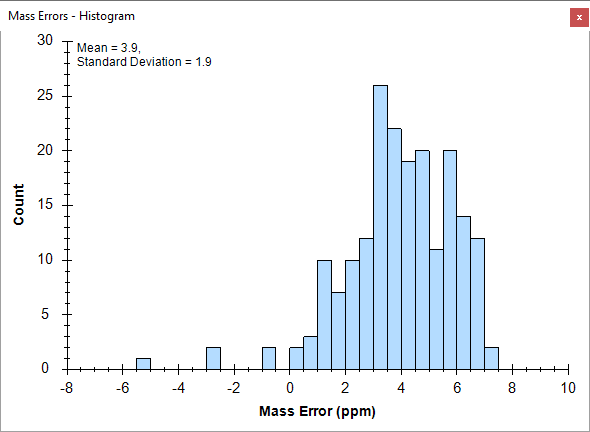 Mass Errors - Histogram
x
Mean = 3.9,
Standard Deviation = 1.9
30
25
20
15
10
5
0
Count
-8 -6 -4 -2 0 2 4 6 8 10
Mass Error (ppm)